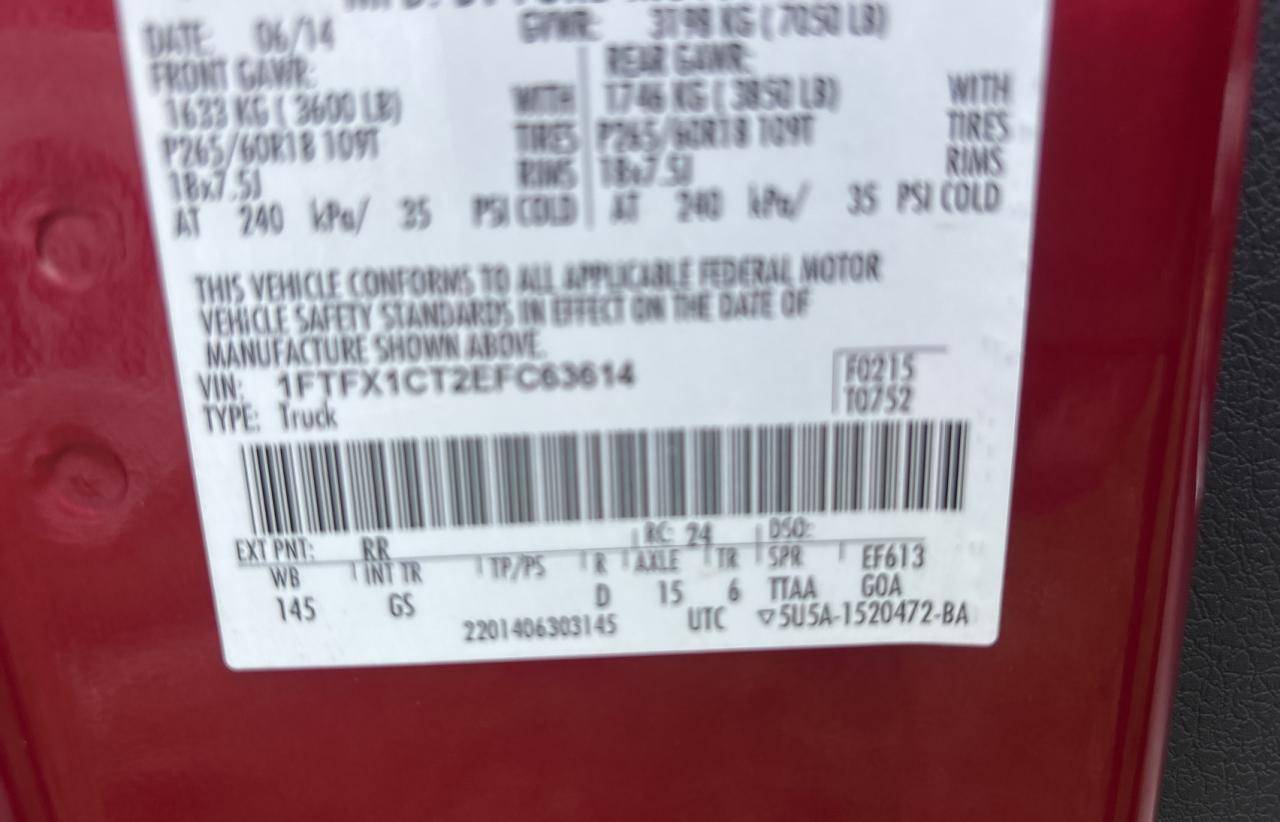 DATE: 06/14 GVWR: 3198 KG ( 7050 LB)
FRONT GAWR: REAR GAWR:
1633 KG ( 3600 LB) WITH 1746 KG ( 3850 LB) WITH
P265/60R18 109T TIRES P265/60R18 109T TIRES
18x7.5J RIMS 18x7.5J RIMS
AT 240 kPa/ 35 PSI COLD AT 240 kPa/ 35 PSI COLD
THIS VEHICLE CONFORMS TO ALL APPLICABLE FEDERAL MOTOR
VEHICLE SAFETY STANDARDS IN EFFECT ON THE DATE OF
MANUFACTURE SHOWN ABOVE.
VIN: 1FTFX1CT2EFC63614 F0215
TYPE: Truck T0752
EXT PNT: RR RC: 24 DSO:
WB INT TR TP/PS R AXLE TR SPR EF613
145 GS D 15 6 TTAA GOA
2201406303145 UTC ▽5U5A-1520472-BA